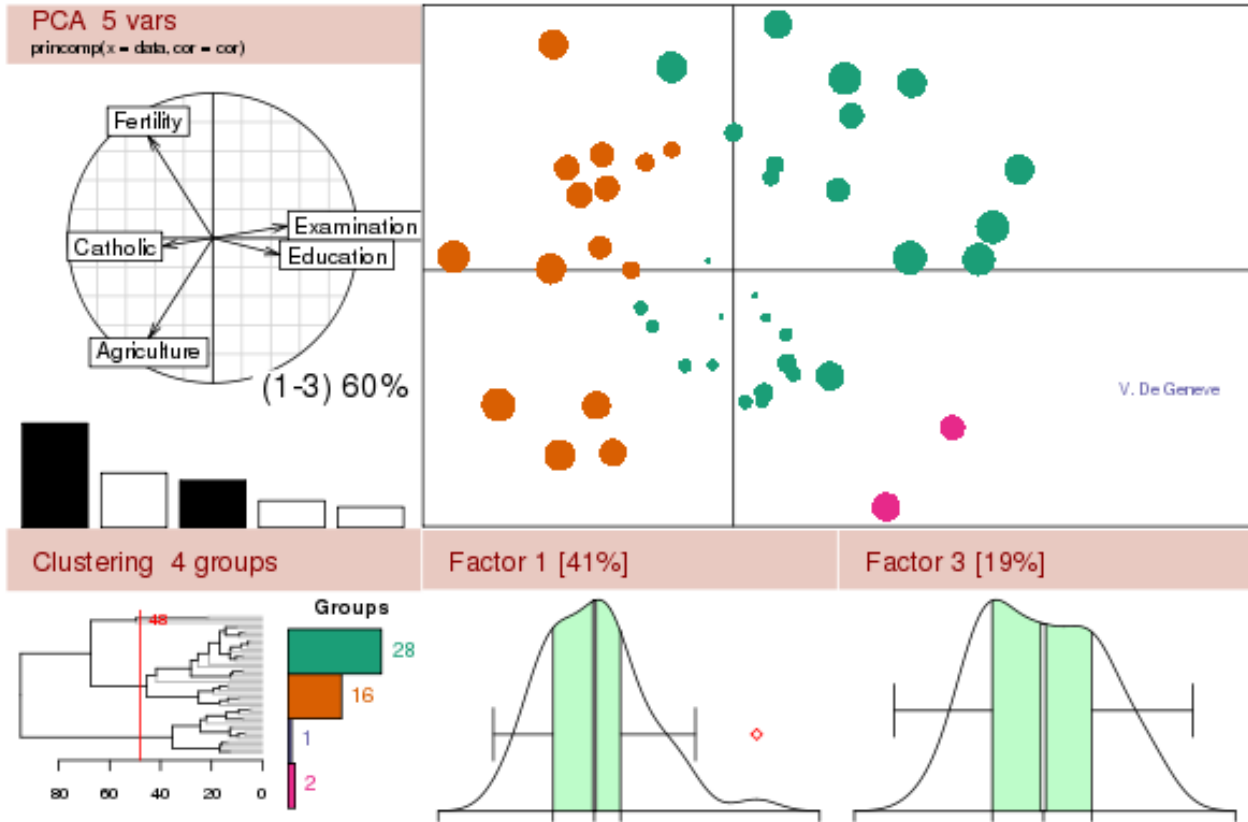 PCA 5 vars
princomp(x = data, cor = cor)
Fertility
Examination
Catholic
Education
Agriculture
(1-3) 60%
V. De Geneve
Clustering 4 groups
Factor 1 [41%]
Factor 3 [19%]
48
Groups
28
16
1
2
80 60 40 20 0